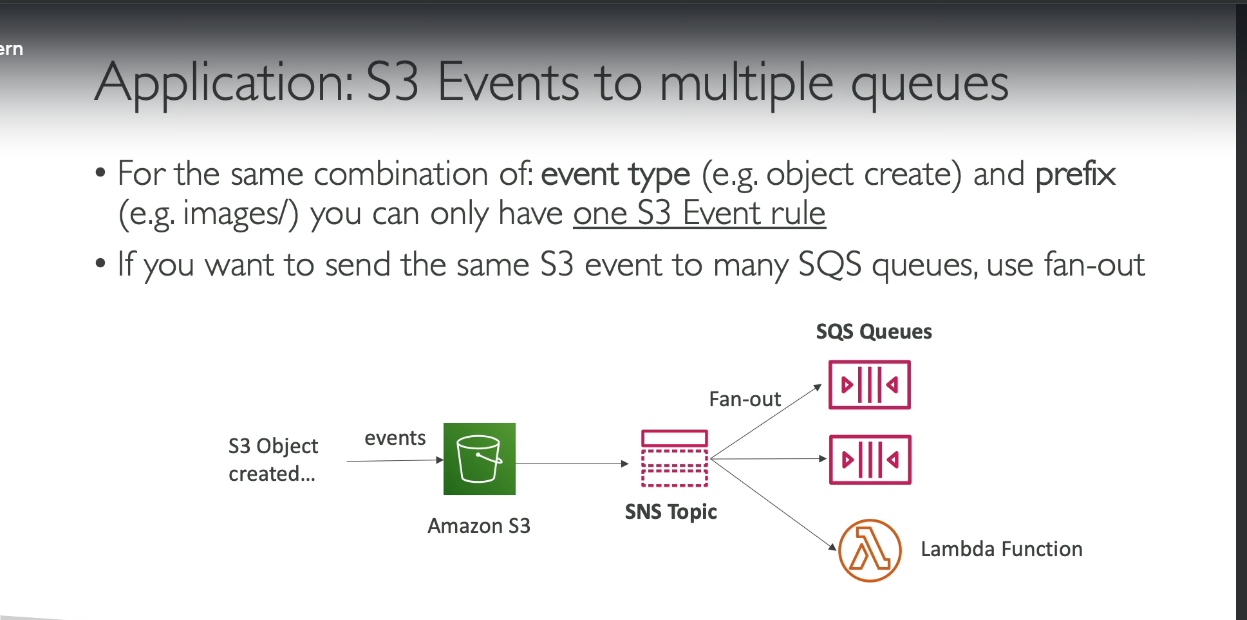 ern
Application: S3 Events to multiple queues
• For the same combination of: event type (e.g. object create) and prefix
(e.g. images/) you can only have one S3 Event rule
• If you want to send the same S3 event to many SQS queues, use fan-out
SQS Queues
Fan-out
S3 Object
created...
events
Amazon S3
SNS Topic
Lambda Function